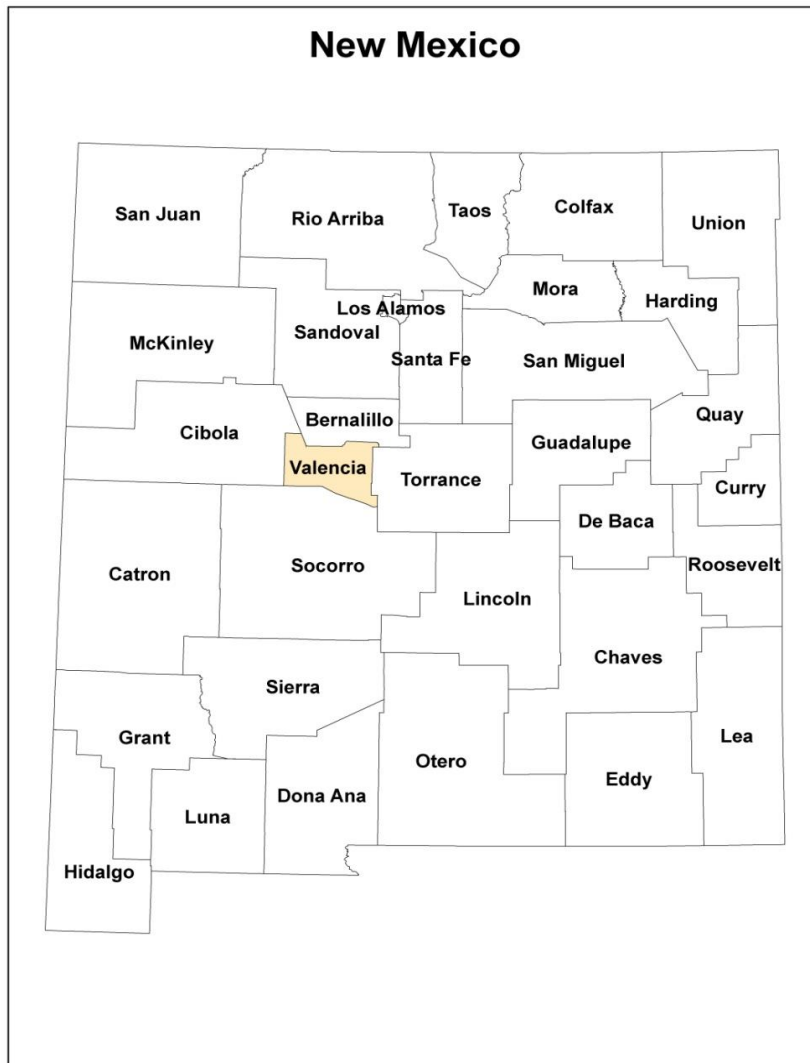 New Mexico
San Juan
Rio Arriba
Taos
Colfax
Union
Los Alamos
Mora
Harding
McKinley
Sandoval
Santa Fe
San Miguel
Bernalillo
Quay
Cibola
Guadalupe
Valencia
Torrance
Curry
De Baca
Catron
Socorro
Roosevelt
Lincoln
Chaves
Sierra
Grant
Lea
Otero
Eddy
Dona Ana
Luna
Hidalgo